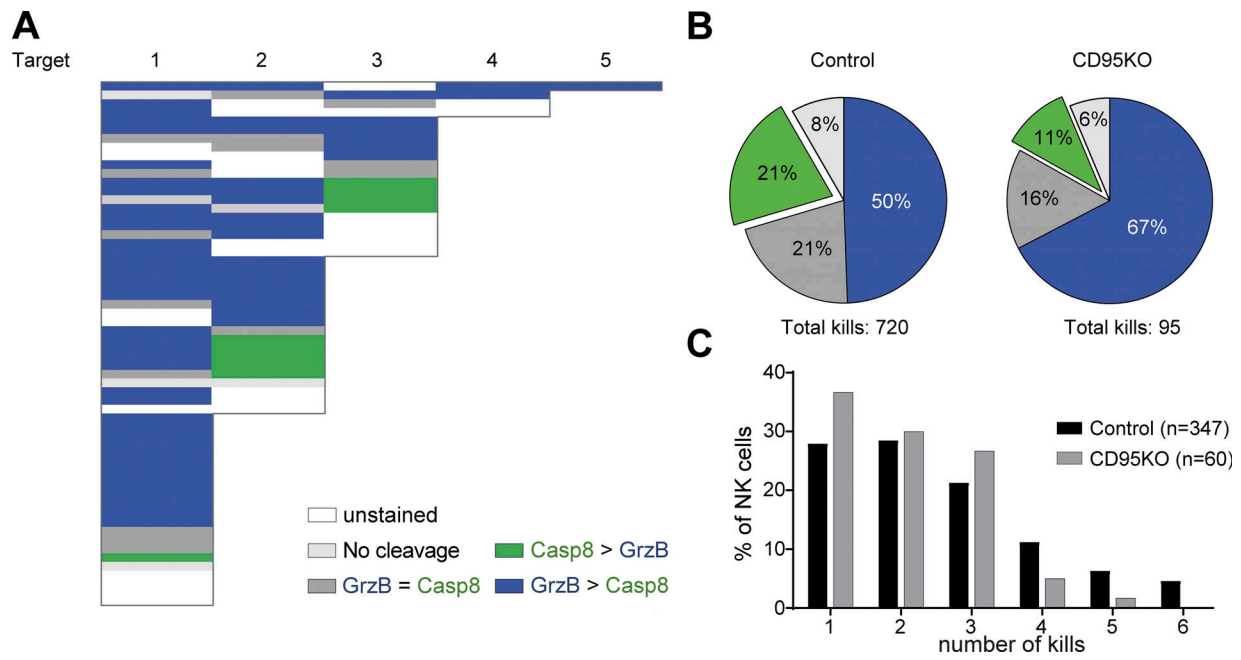 A
Target 1 2 3 4 5
unstained
No cleavage
Casp8 > GrzB
GrzB = Casp8
GrzB > Casp8
B
Control
CD95KO
8%
21%
50%
21%
6%
11%
16%
67%
Total kills: 720
Total kills: 95
C
% of NK cells
40
30
20
10
0
Control (n=347)
CD95KO (n=60)
1 2 3 4 5 6
number of kills